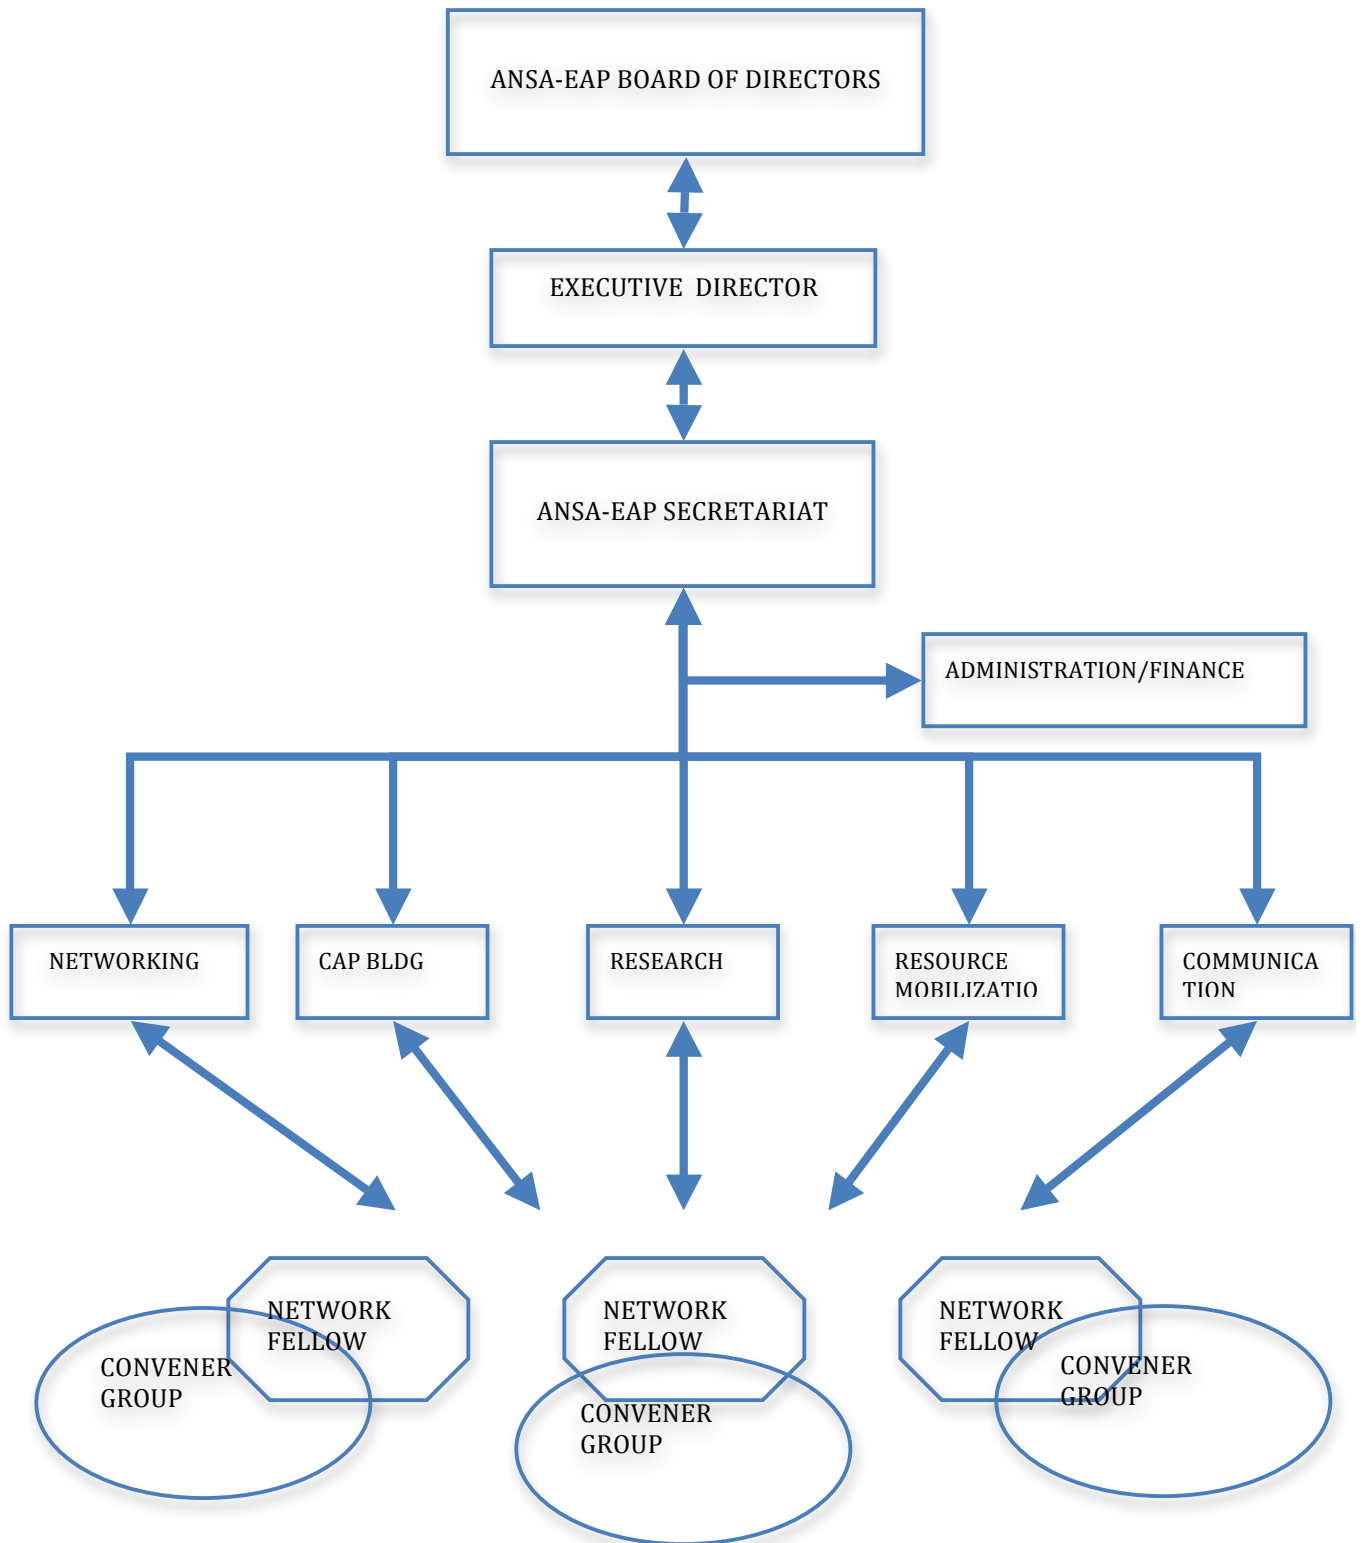 ANSA-EAP BOARD OF DIRECTORS
EXECUTIVE DIRECTOR
ANSA-EAP SECRETARIAT
ADMINISTRATION/FINANCE
NETWORKING
CAP BLDG
RESEARCH
RESOURCE
MOBILIZATIO
COMMUNICA
TION
NETWORK
FELLOW
CONVENER
GROUP
NETWORK
FELLOW
CONVENER
GROUP
NETWORK
FELLOW
CONVENER
GROUP